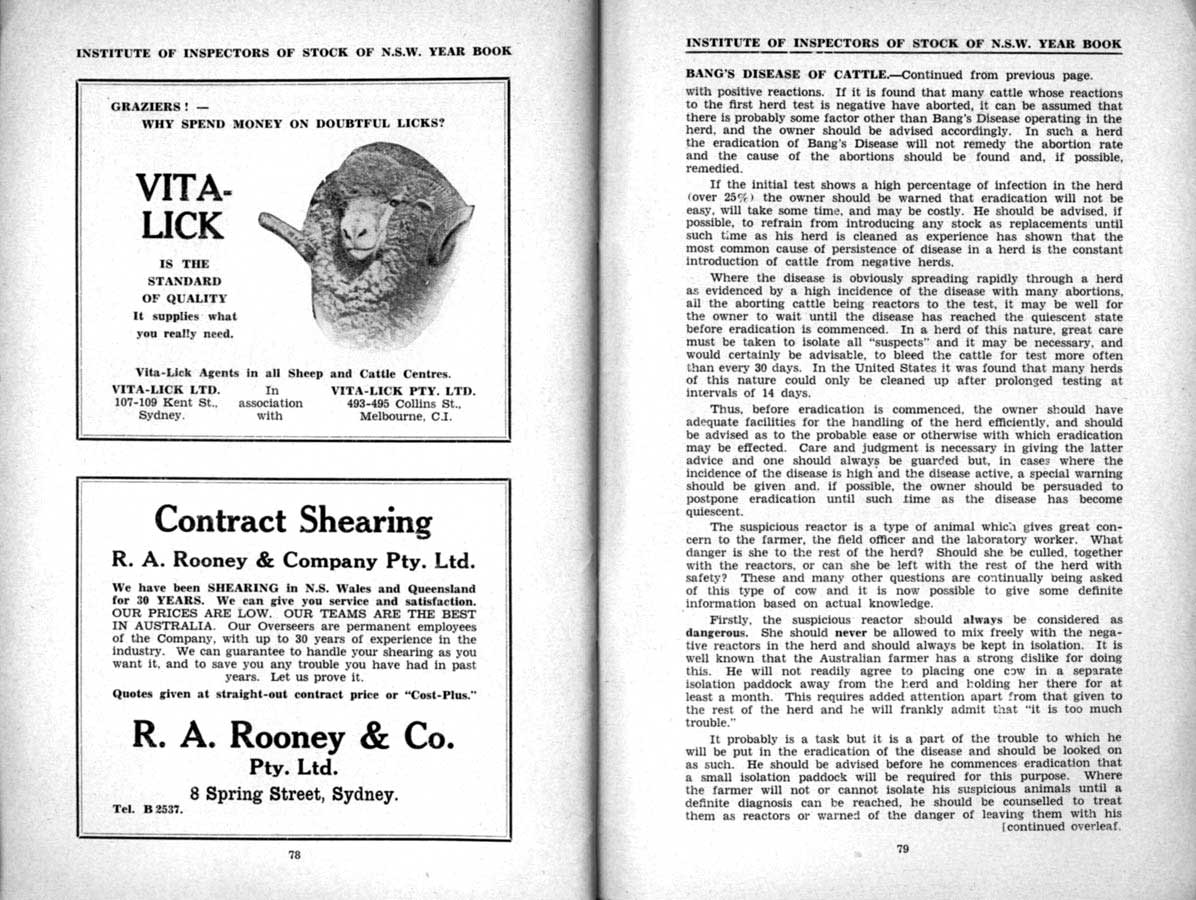 INSTITUTE OF INSPECTORS OF STOCK OF N.S.W. YEAR BOOK
GRAZIERS! —
WHY SPEND MONEY ON DOUBTFUL LICKS?
VITA-
LICK
IS THE
STANDARD
OF QUALITY
It supplies what
you really need.
Vita-Lick Agents in all Sheep and Cattle Centres.
VITA-LICK LTD. In VITA-LICK PTY. LTD.
107-109 Kent St., association 493-495 Collins St.,
Sydney. with Melbourne, C.I.
Contract Shearing
R. A. Rooney & Company Pty. Ltd.
We have been SHEARING in N.S. Wales and Queensland
for 30 YEARS. We can give you service and satisfaction.
OUR PRICES ARE LOW. OUR TEAMS ARE THE BEST
IN AUSTRALIA. Our Overseers are permanent employees
of the Company, with up to 30 years of experience in the
industry. We can guarantee to handle your shearing as you
want it, and to save you any trouble you have had in past
years. Let us prove it.
Quotes given at straight-out contract price or "Cost-Plus."
R. A. Rooney & Co.
Pty. Ltd.
8 Spring Street, Sydney.
Tel. B 2537.
78
INSTITUTE OF INSPECTORS OF STOCK OF N.S.W. YEAR BOOK
BANG'S DISEASE OF CATTLE.—Continued from previous page.
with positive reactions. If it is found that many cattle whose reactions
to the first herd test is negative have aborted, it can be assumed that
there is probably some factor other than Bang's Disease operating in the
herd, and the owner should be advised accordingly. In such a herd
the eradication of Bang's Disease will not remedy the abortion rate
and the cause of the abortions should be found and, if possible,
remedied.
If the initial test shows a high percentage of infection in the herd
(over 25%) the owner should be warned that eradication will not be
easy, will take some time, and may be costly. He should be advised, if
possible, to refrain from introducing any stock as replacements until
such time as his herd is cleaned as experience has shown that the
most common cause of persistence of disease in a herd is the constant
introduction of cattle from negative herds.
Where the disease is obviously spreading rapidly through a herd
as evidenced by a high incidence of the disease with many abortions,
all the aborting cattle being reactors to the test, it may be well for
the owner to wait until the disease has reached the quiescent state
before eradication is commenced. In a herd of this nature, great care
must be taken to isolate all "suspects" and it may be necessary, and
would certainly be advisable, to bleed the cattle for test more often
than every 30 days. In the United States it was found that many herds
of this nature could only be cleaned up after prolonged testing at
intervals of 14 days.
Thus, before eradication is commenced, the owner should have
adequate facilities for the handling of the herd efficiently, and should
be advised as to the probable ease or otherwise with which eradication
may be effected. Care and judgment is necessary in giving the latter
advice and one should always be guarded but, in cases where the
incidence of the disease is high and the disease active, a special warning
should be given and, if possible, the owner should be persuaded to
postpone eradication until such time as the disease has become
quiescent.
The suspicious reactor is a type of animal which gives great con-
cern to the farmer, the field officer and the laboratory worker. What
danger is she to the rest of the herd? Should she be culled, together
with the reactors, or can she be left with the rest of the herd with
safety? These and many other questions are continually being asked
of this type of cow and it is now possible to give some definite
information based on actual knowledge.
Firstly, the suspicious reactor should always be considered as
dangerous. She should never be allowed to mix freely with the nega-
tive reactors in the herd and should always be kept in isolation. It is
well known that the Australian farmer has a strong dislike for doing
this. He will not readily agree to placing one cow in a separate
isolation paddock away from the herd and holding her there for at
least a month. This requires added attention apart from that given to
the rest of the herd and he will frankly admit that "it is too much
trouble."
It probably is a task but it is a part of the trouble to which he
will be put in the eradication of the disease and should be looked on
as such. He should be advised before he commences eradication that
a small isolation paddock will be required for this purpose. Where
the farmer will not or cannot isolate his suspicious animals until a
definite diagnosis can be reached, he should be counselled to treat
them as reactors or warned of the danger of leaving them with his
[continued overleaf.
79